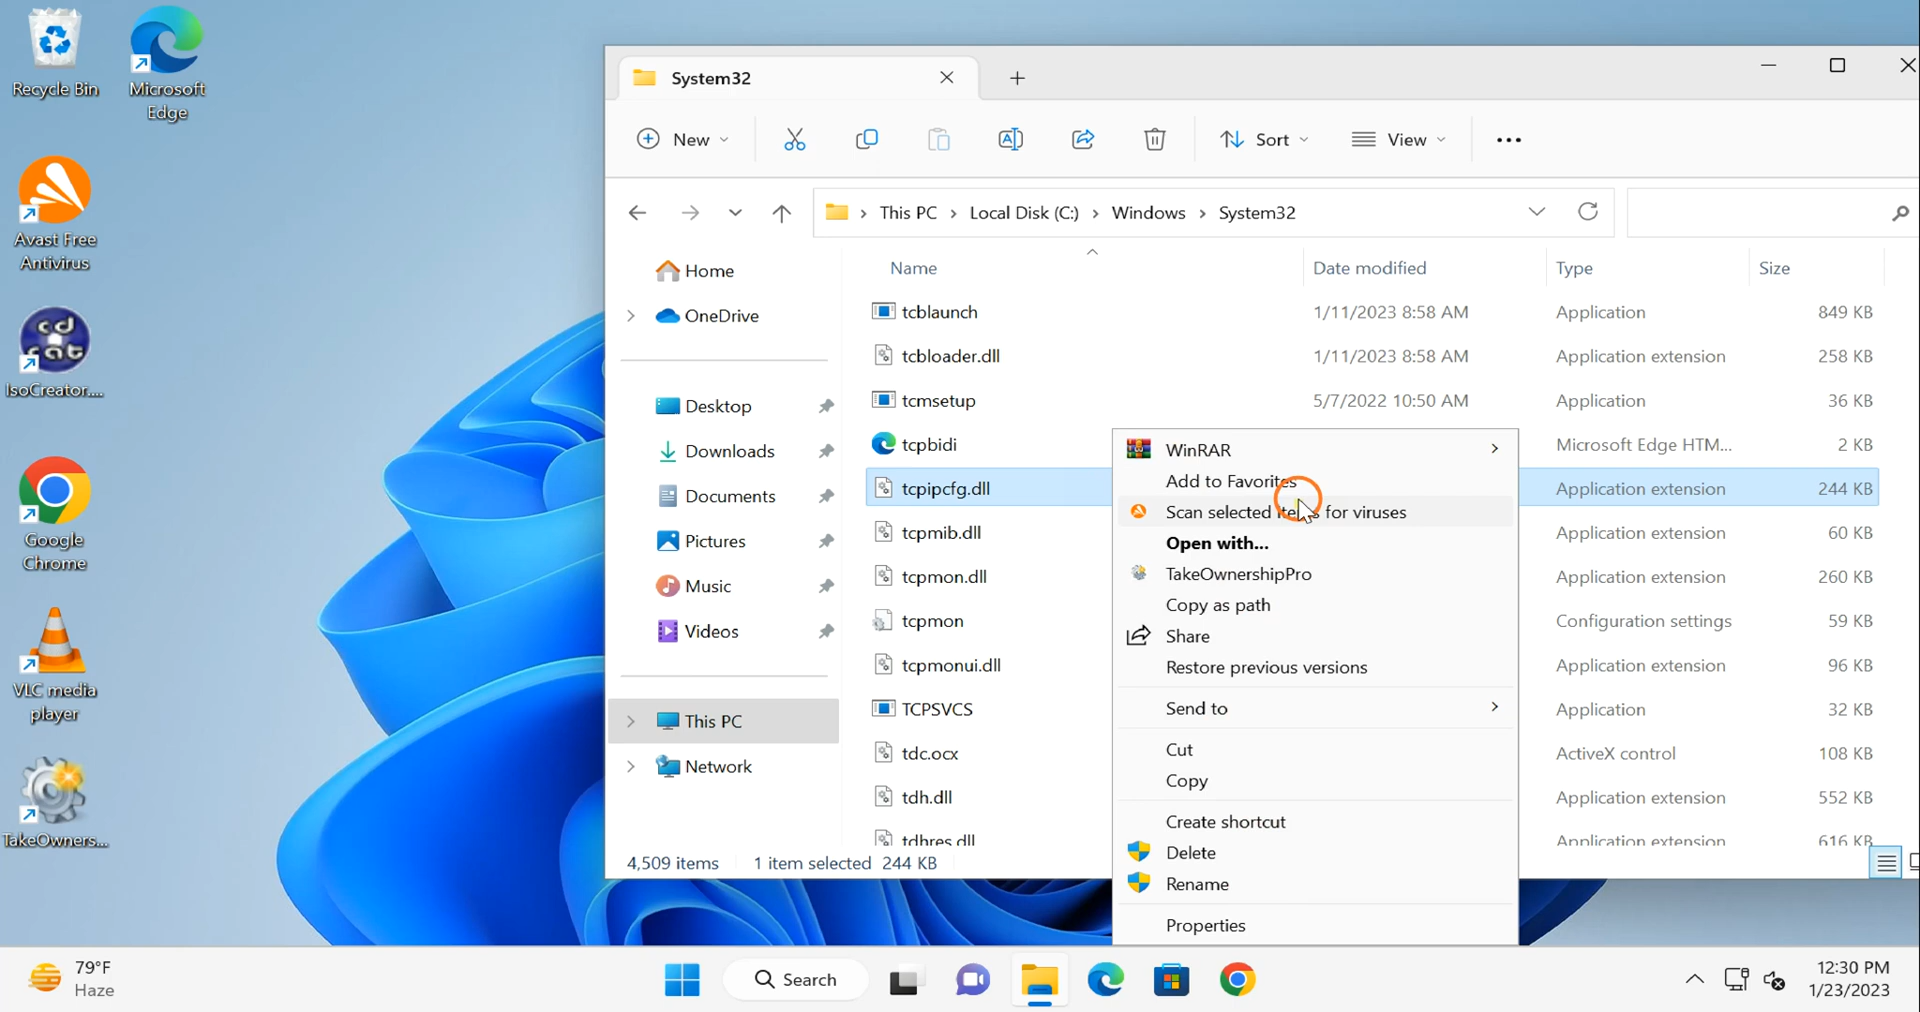 Recycle Bin
Microsoft
Edge
Avast Free
Antivirus
cd
cat
IsoCreator....
Google
Chrome
VLC media
player
TakeOwners...
System32
New
Sort
View
This PC
Local Disk (C:)
Windows
System32
Home
OneDrive
Desktop
Downloads
Documents
Pictures
Music
Videos
This PC
Network
Name Date modified Type Size
tcblaunch 1/11/2023 8:58 AM Application 849 KB
tcbloader.dll 1/11/2023 8:58 AM Application extension 258 KB
tcmsetup 5/7/2022 10:50 AM Application 36 KB
tcpbidi Microsoft Edge HTM... 2 KB
tcpipcfg.dll Application extension 244 KB
tcpmib.dll Application extension 60 KB
tcpmon.dll Application extension 260 KB
tcpmon Configuration settings 59 KB
tcpmonui.dll Application extension 96 KB
TCPSVCS Application 32 KB
tdc.ocx ActiveX control 108 KB
tdh.dll Application extension 552 KB
tdhres.dll Application extension 616 KB
WinRAR
Add to Favorites
Scan selected items for viruses
Open with...
TakeOwnershipPro
Copy as path
Share
Restore previous versions
Send to
Cut
Copy
Create shortcut
Delete
Rename
Properties
4,509 items 1 item selected 244 KB
79°F
Haze
Search
12:30 PM
1/23/2023